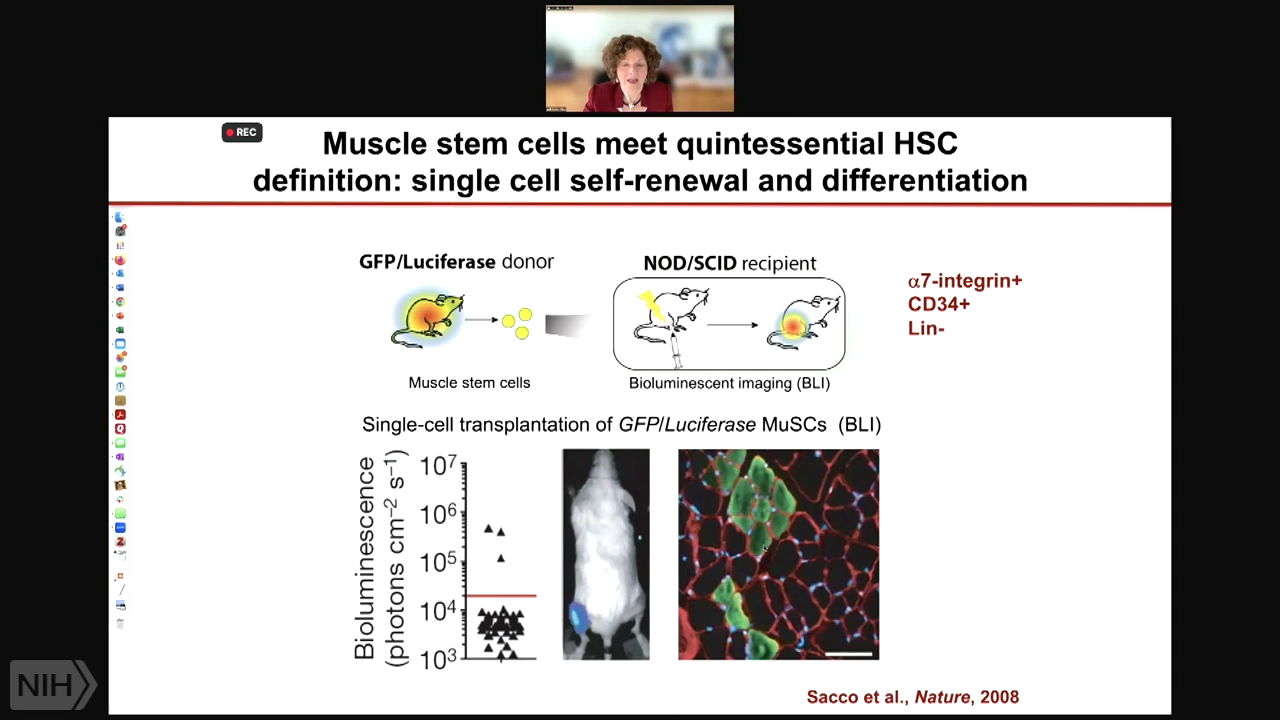 REC
Muscle stem cells meet quintessential HSC
definition: single cell self-renewal and differentiation
GFP/Luciferase donor
NOD/SCID recipient
α7-integrin+
CD34+
Lin-
Muscle stem cells
Bioluminescent imaging (BLI)
Single-cell transplantation of GFP/Luciferase MuSCs (BLI)
Bioluminescence
(photons cm⁻² s⁻¹)
10⁷
10⁶
10⁵
10⁴
10³
NIH
Sacco et al., Nature, 2008